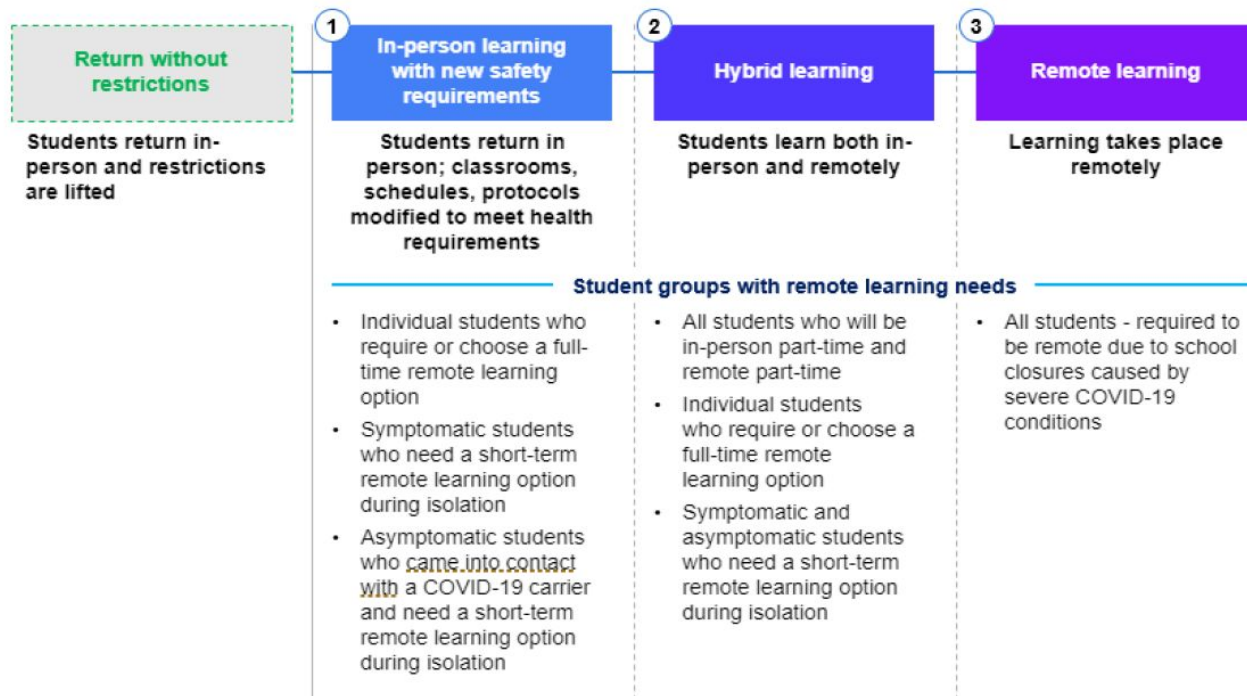 Return without
restrictions
Students return in-
person and restrictions
are lifted
1
In-person learning
with new safety
requirements
Students return in
person; classrooms,
schedules, protocols
modified to meet health
requirements
2
Hybrid learning
Students learn both in-
person and remotely
3
Remote learning
Learning takes place
remotely
Student groups with remote learning needs
• Individual students who
require or choose a full-
time remote learning
option
• Symptomatic students
who need a short-term
remote learning option
during isolation
• Asymptomatic students
who came into contact
with a COVID-19 carrier
and need a short-term
remote learning option
during isolation
• All students who will be
in-person part-time and
remote part-time
• Individual students
who require or choose a
full-time remote
learning option
• Symptomatic and
asymptomatic students
who need a short-term
remote learning option
during isolation
• All students - required to
be remote due to school
closures caused by
severe COVID-19
conditions